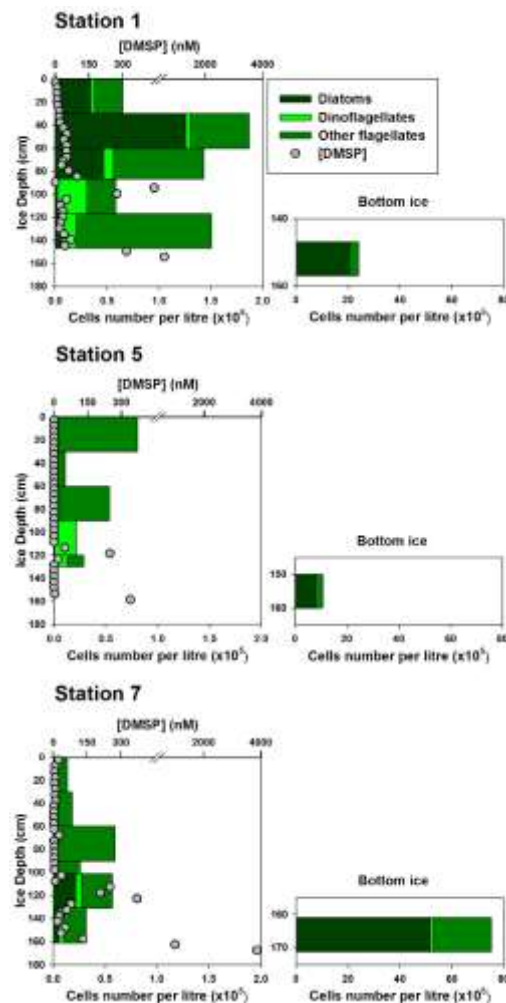 Station 1
[DMSP] (nM)
0 150 300 2000 4000
Diatoms
Dinoflagellates
Other flagellates
[DMSP]
Ice Depth (cm)
0
20
40
60
80
100
120
140
160
180
0.0 0.5 1.0 1.5 2.0
Cells number per litre (x10⁵)
Bottom ice
140
160
0 20 40 60 80
Cells number per litre (x10⁵)
Station 5
[DMSP] (nM)
0 150 300 2000 4000
Ice Depth (cm)
0
20
40
60
80
100
120
140
160
180
0.0 0.5 1.0 1.5 2.0
Cells number per litre (x10⁵)
Bottom ice
150
160
0 20 40 60 80
Cells number per litre (x10⁵)
Station 7
[DMSP] (nM)
0 150 300 2000 4000
Ice Depth (cm)
0
20
40
60
80
100
120
140
160
180
0.0 0.5 1.0 1.5 2.0
Cells number per litre (x10⁵)
Bottom ice
160
170
0 20 40 60 80
Cells number per litre (x10⁵)